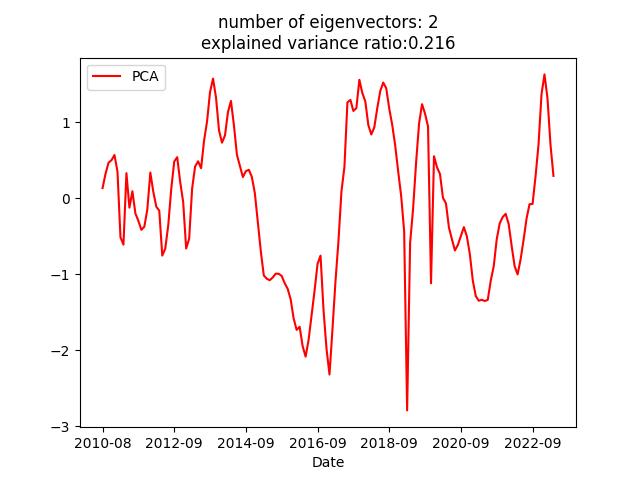 number of eigenvectors: 2
explained variance ratio:0.216
PCA
1
0
−1
−2
−3
2010-08 2012-09 2014-09 2016-09 2018-09 2020-09 2022-09
Date